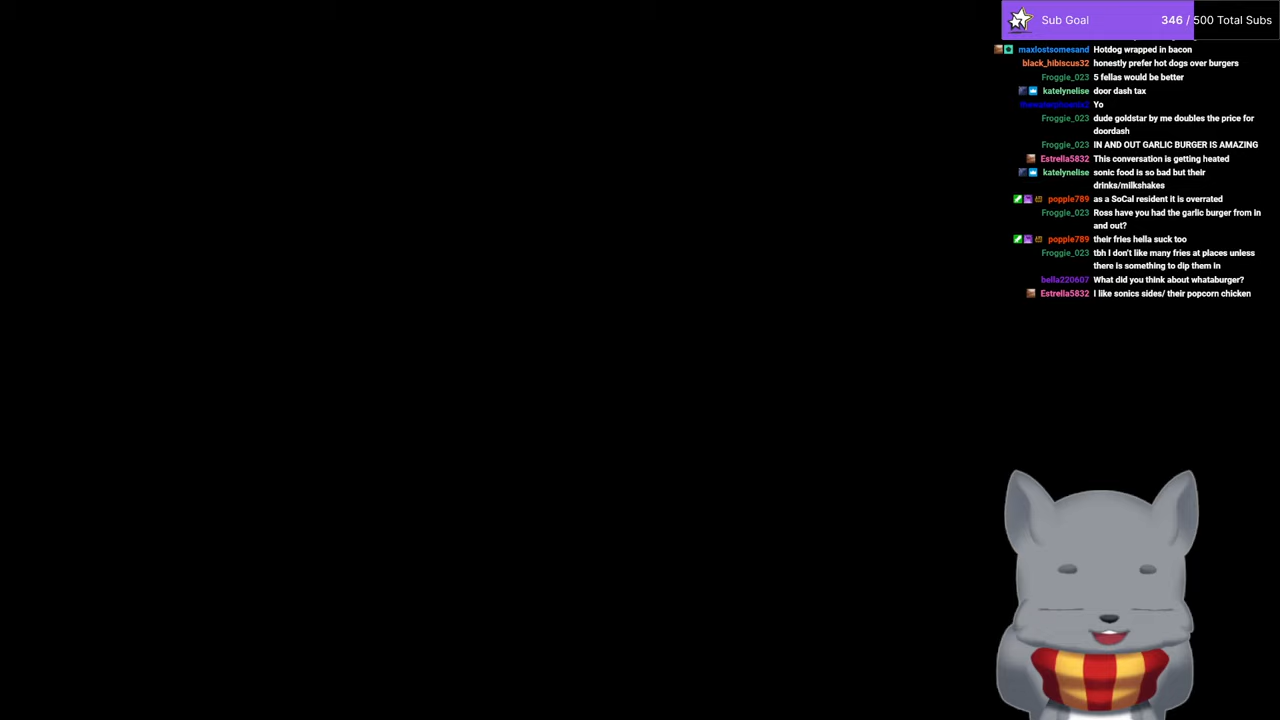 Sub Goal 346 / 500 Total Subs
maxlostsomesand Hotdog wrapped in bacon
black_hibiscus32 honestly prefer hot dogs over burgers
Froggie_023 5 fellas would be better
katelynelise door dash tax
Yo
Froggie_023 dude goldstar by me doubles the price for
doordash
Froggie_023 IN AND OUT GARLIC BURGER IS AMAZING
Estrella5832 This conversation is getting heated
katelynelise sonic food is so bad but their
drinks/milkshakes
popple789 as a SoCal resident it is overrated
Froggie_023 Ross have you had the garlic burger from in
and out?
popple789 their fries hella suck too
Froggie_023 tbh I don't like many fries at places unless
there is something to dip them in
bella220607 What did you think about whataburger?
Estrella5832 I like sonics sides/ their popcorn chicken